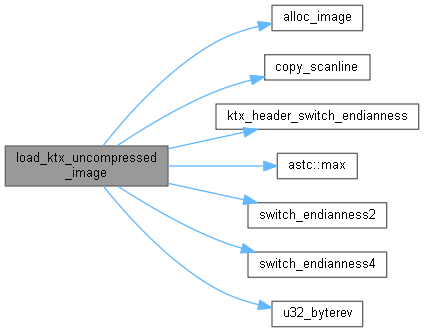 alloc_image
copy_scanline
ktx_header_switch_endianness
load_ktx_uncompressed
_image
astc::max
switch_endianness2
switch_endianness4
u32_byterev